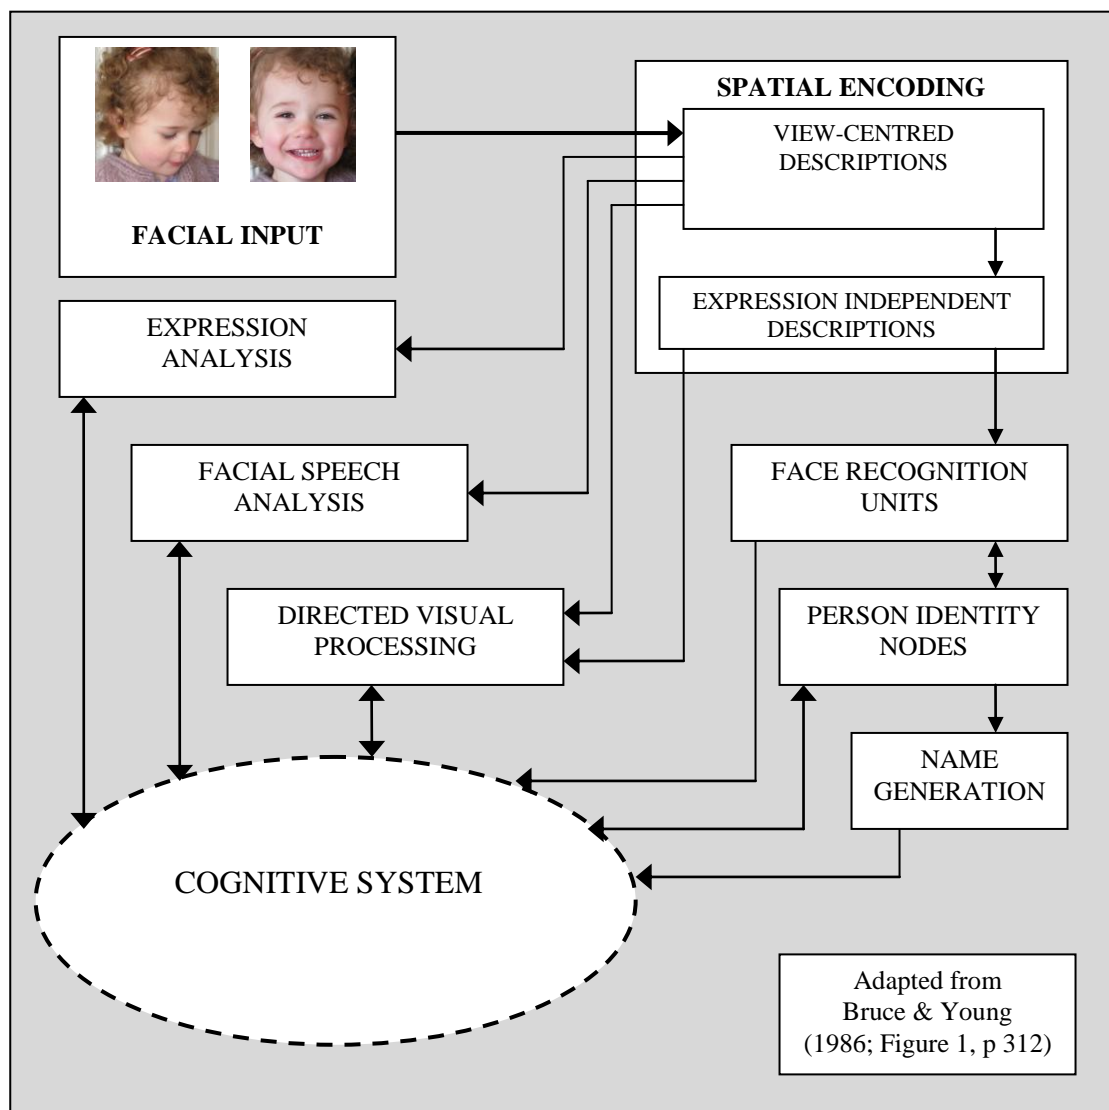 FACIAL INPUT
SPATIAL ENCODING
VIEW-CENTRED
DESCRIPTIONS
EXPRESSION INDEPENDENT
DESCRIPTIONS
EXPRESSION
ANALYSIS
FACIAL SPEECH
ANALYSIS
FACE RECOGNITION
UNITS
DIRECTED VISUAL
PROCESSING
PERSON IDENTITY
NODES
NAME
GENERATION
COGNITIVE SYSTEM
Adapted from
Bruce & Young
(1986; Figure 1, p 312)